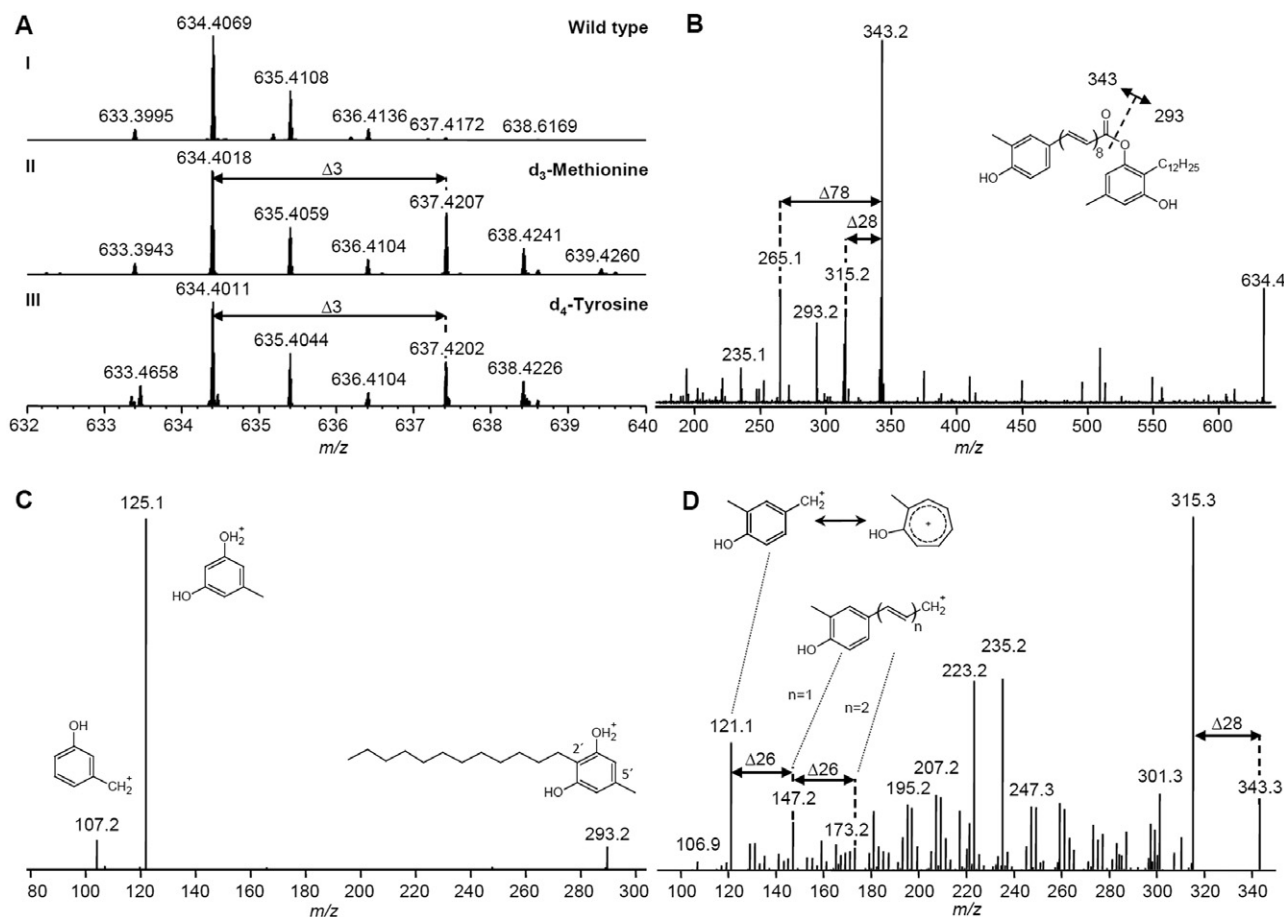 A
Wild type
I
634.4069
633.3995
635.4108
636.4136
637.4172
638.6169
II
d3-Methionine
634.4018
Δ3
633.3943
635.4059
636.4104
637.4207
638.4241
639.4260
III
d4-Tyrosine
634.4011
Δ3
633.4658
635.4044
636.4104
637.4202
638.4226
632 633 634 635 636 637 638 639 640
m/z
B
343.2
343
293
O
8
O
C12H25
HO
OH
Δ78
Δ28
265.1
315.2
293.2
235.1
634.4
200 250 300 350 400 450 500 550 600
m/z
C
125.1
OH2+
HO
OH
CH2+
107.2
2´
OH2+
5´
HO
293.2
80 100 120 140 160 180 200 220 240 260 280 300
m/z
D
315.3
CH2+
HO
HO
+
CH2+
n
HO
n=1
n=2
235.2
223.2
121.1
Δ26
Δ26
Δ28
147.2
173.2
106.9
195.2
207.2
247.3
301.3
343.3
100 120 140 160 180 200 220 240 260 280 300 320 340
m/z